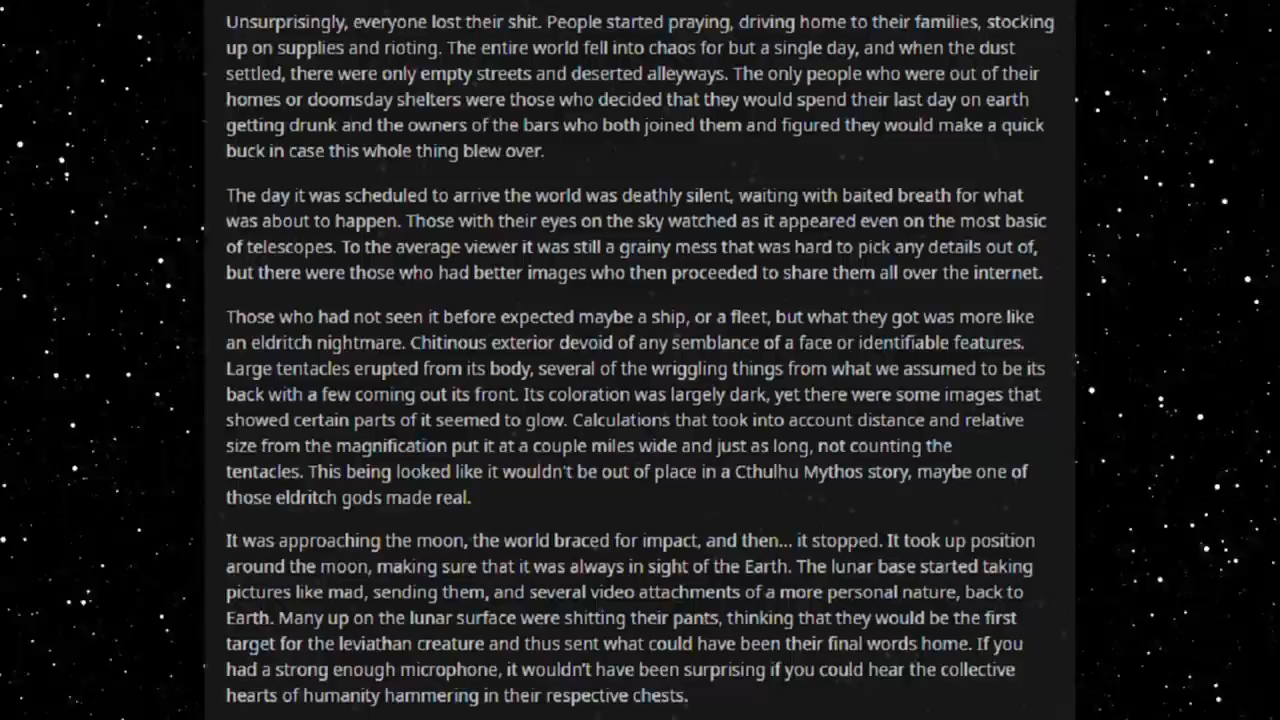 Unsurprisingly, everyone lost their shit. People started praying, driving home to their families, stocking
up on supplies and rioting. The entire world fell into chaos for but a single day, and when the dust
settled, there were only empty streets and deserted alleyways. The only people who were out of their
homes or doomsday shelters were those who decided that they would spend their last day on earth
getting drunk and the owners of the bars who both joined them and figured they would make a quick
buck in case this whole thing blew over.
The day it was scheduled to arrive the world was deathly silent, waiting with baited breath for what
was about to happen. Those with their eyes on the sky watched as it appeared even on the most basic
of telescopes. To the average viewer it was still a grainy mess that was hard to pick any details out of,
but there were those who had better images who then proceeded to share them all over the internet.
Those who had not seen it before expected maybe a ship, or a fleet, but what they got was more like
an eldritch nightmare. Chitinous exterior devoid of any semblance of a face or identifiable features.
Large tentacles erupted from its body, several of the wriggling things from what we assumed to be its
back with a few coming out its front. Its coloration was largely dark, yet there were some images that
showed certain parts of it seemed to glow. Calculations that took into account distance and relative
size from the magnification put it at a couple miles wide and just as long, not counting the
tentacles. This being looked like it wouldn't be out of place in a Cthulhu Mythos story, maybe one of
those eldritch gods made real.
It was approaching the moon, the world braced for impact, and then... it stopped. It took up position
around the moon, making sure that it was always in sight of the Earth. The lunar base started taking
pictures like mad, sending them, and several video attachments of a more personal nature, back to
Earth. Many up on the lunar surface were shitting their pants, thinking that they would be the first
target for the leviathan creature and thus sent what could have been their final words home. If you
had a strong enough microphone, it wouldn't have been surprising if you could hear the collective
hearts of humanity hammering in their respective chests.